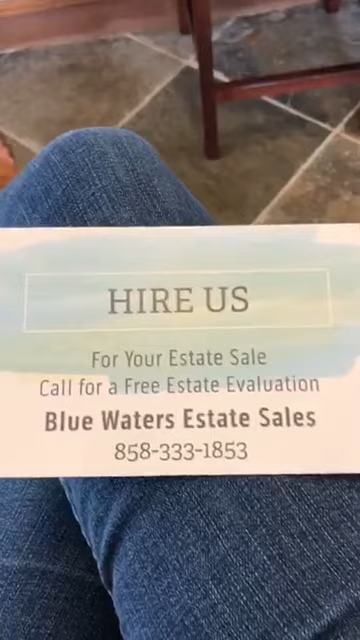 HIRE US
For Your Estate Sale
Call for a Free Estate Evaluation
Blue Waters Estate Sales
858-333-1853